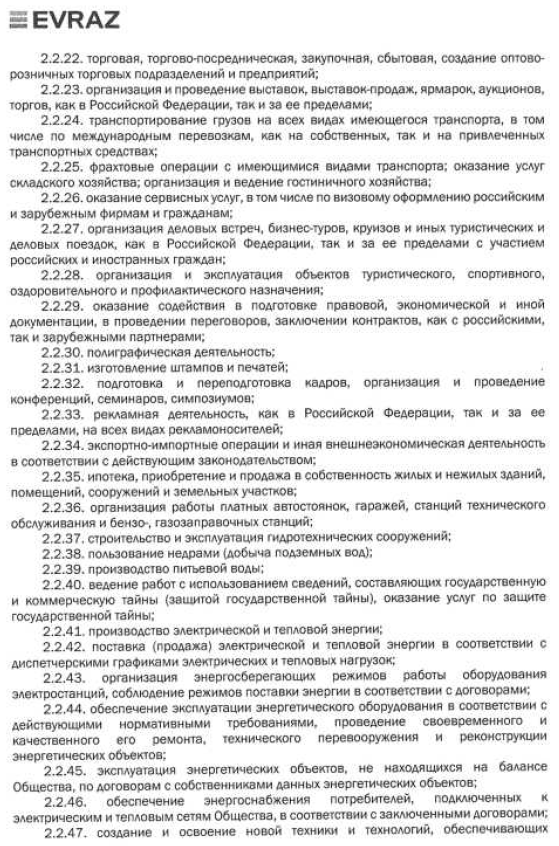 EVRAZ
2.2.22. торговая, торгово-посредническая, закупочная, сбытовая, создание оптово-
розничных торговых подразделений и предприятий;
2.2.23. организация и проведение выставок, выставок-продаж, ярмарок, аукционов,
торгов, как в Российской Федерации, так и за ее пределами;
2.2.24. транспортирование грузов на всех видах имеющегося транспорта, в том
числе по международным перевозкам, как на собственных, так и на привлеченных
транспортных средствах;
2.2.25. фрахтовые операции с имеющимися видами транспорта; оказание услуг
складского хозяйства; организация и ведение гостиничного хозяйства;
2.2.26. оказание сервисных услуг, в том числе по визовому оформлению российским
и зарубежным фирмам и гражданам;
2.2.27. организация деловых встреч, бизнес-туров, круизов и иных туристических и
деловых поездок, как в Российской Федерации, так и за ее пределами с участием
российских и иностранных граждан;
2.2.28. организация и эксплуатация объектов туристического, спортивного,
оздоровительного и профилактического назначения;
2.2.29. оказание содействия в подготовке правовой, экономической и иной
документации, в проведении переговоров, заключении контрактов, как с российскими,
так и зарубежными партнерами;
2.2.30. полиграфическая деятельность;
2.2.31. изготовление штампов и печатей;
2.2.32. подготовка и переподготовка кадров, организация и проведение
конференций, семинаров, симпозиумов;
2.2.33. рекламная деятельность, как в Российской Федерации, так и за ее
пределами, на всех видах рекламоносителей;
2.2.34. экспортно-импортные операции и иная внешнеэкономическая деятельность
в соответствии с действующим законодательством;
2.2.35. ипотека, приобретение и продажа в собственность жилых и нежилых зданий,
помещений, сооружений и земельных участков;
2.2.36. организация работы платных автостоянок, гаражей, станций технического
обслуживания и бензо-, газозаправочных станций;
2.2.37. строительство и эксплуатация гидротехнических сооружений;
2.2.38. пользование недрами (добыча подземных вод);
2.2.39. производство питьевой воды;
2.2.40. ведение работ с использованием сведений, составляющих государственную
и коммерческую тайны (защитой государственной тайны), оказание услуг по защите
государственной тайны;
2.2.41. производство электрической и тепловой энергии;
2.2.42. поставка (продажа) электрической и тепловой энергии в соответствии с
диспетчерскими графиками электрических и тепловых нагрузок;
2.2.43. организация энергосберегающих режимов работы оборудования
электростанций, соблюдение режимов поставки энергии в соответствии с договорами;
2.2.44. обеспечение эксплуатации энергетического оборудования в соответствии с
действующими нормативными требованиями, проведение своевременного и
качественного его ремонта, технического перевооружения и реконструкции
энергетических объектов;
2.2.45. эксплуатация энергетических объектов, не находящихся на балансе
Общества, по договорам с собственниками данных энергетических объектов;
2.2.46. обеспечение энергоснабжения потребителей, подключенных к
электрическим и тепловым сетям Общества, в соответствии с заключенными договорами;
2.2.47. создание и освоение новой техники и технологий, обеспечивающих